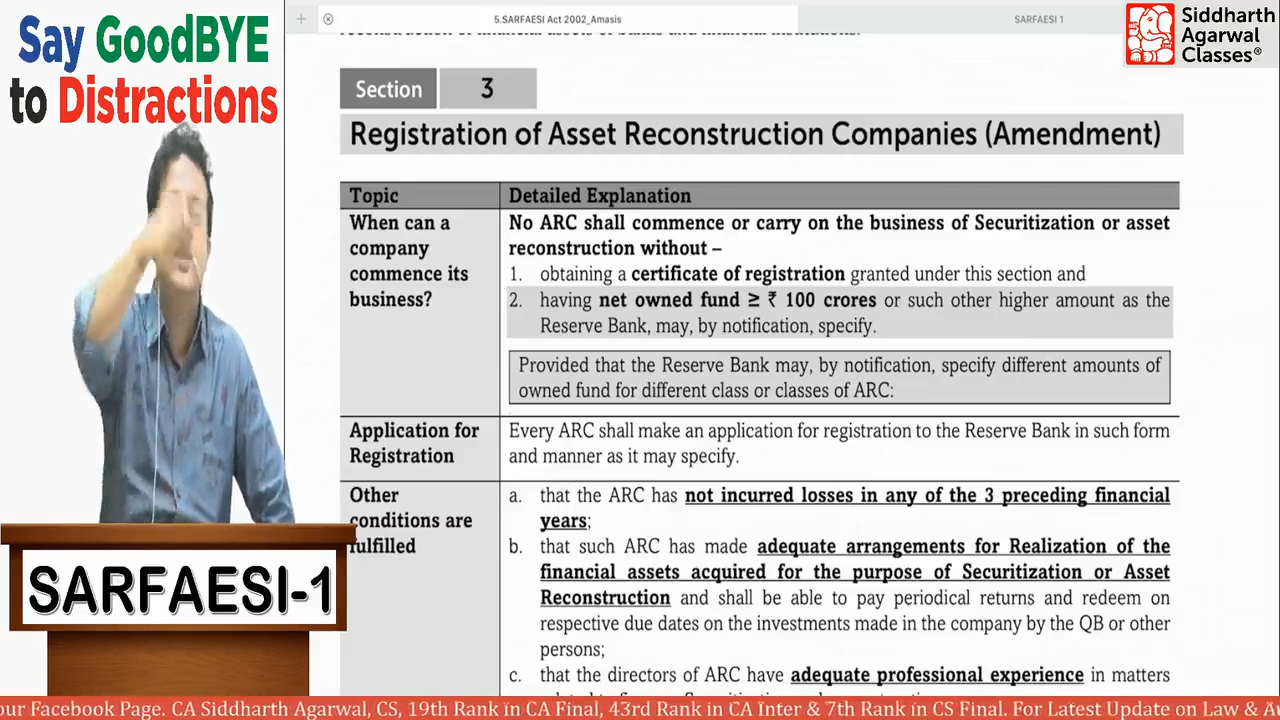 Say GoodBYE
to Distractions
5.SARFAESI Act 2002_Amasis
SARFAESI 1
Siddharth
Agarwal
Classes®
Section 3
Registration of Asset Reconstruction Companies (Amendment)
Topic
Detailed Explanation
When can a
company
commence its
business?
No ARC shall commence or carry on the business of Securitization or asset
reconstruction without –
1. obtaining a certificate of registration granted under this section and
2. having net owned fund ≥ ₹ 100 crores or such other higher amount as the
Reserve Bank, may, by notification, specify.
Provided that the Reserve Bank may, by notification, specify different amounts of
owned fund for different class or classes of ARC:
Application for
Registration
Every ARC shall make an application for registration to the Reserve Bank in such form
and manner as it may specify.
Other
conditions are
fulfilled
a. that the ARC has not incurred losses in any of the 3 preceding financial
years;
b. that such ARC has made adequate arrangements for Realization of the
financial assets acquired for the purpose of Securitization or Asset
Reconstruction and shall be able to pay periodical returns and redeem on
respective due dates on the investments made in the company by the QB or other
persons;
c. that the directors of ARC have adequate professional experience in matters
SARFAESI-1
our Facebook Page. CA Siddharth Agarwal, CS, 19th Rank in CA Final, 43rd Rank in CA Inter & 7th Rank in CS Final. For Latest Update on Law &